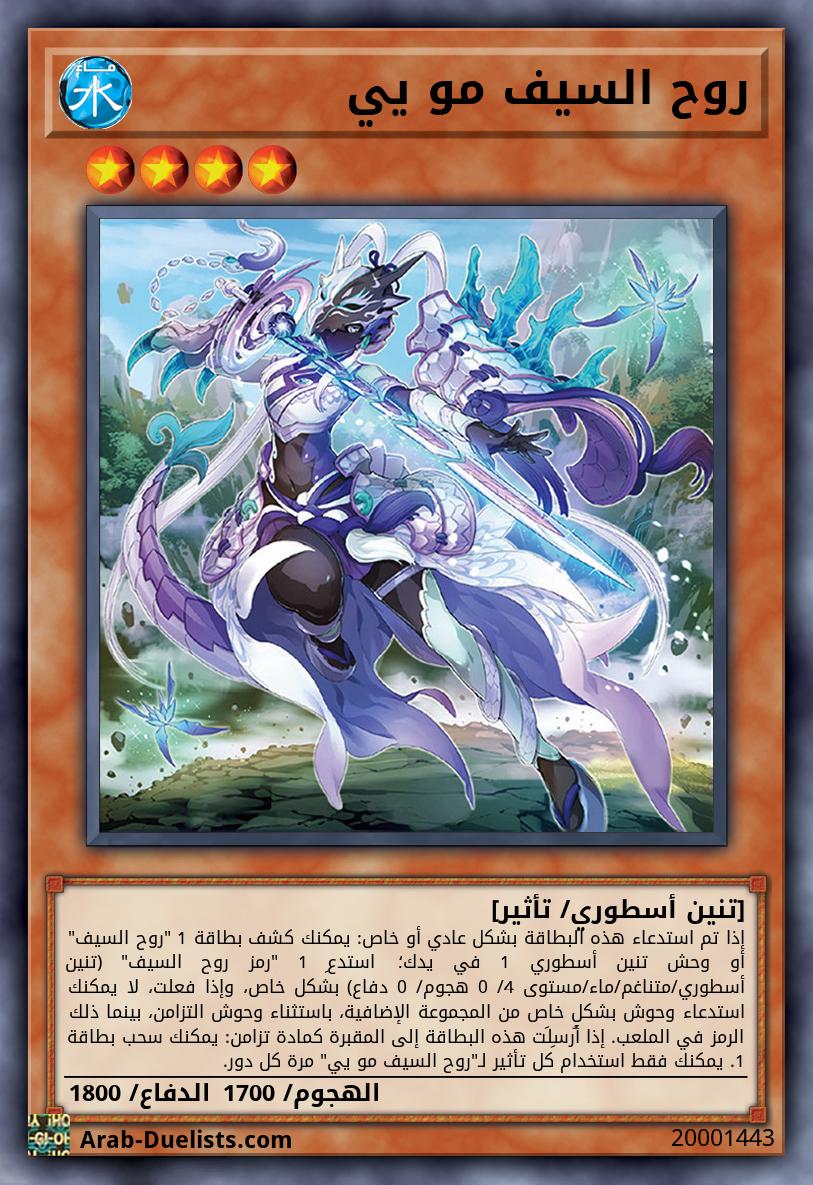 روح السيف مو يي
ماء
水
[تنين أسطوري/ تأثير]
إذا تم استدعاء هذه البطاقة بشكل عادي أو خاص: يمكنك كشف بطاقة 1 "روح السيف"
أو وحش تنين أسطوري 1 في يدك؛ استدعِ 1 "رمز روح السيف" (تنين
أسطوري/متناغم/ماء/مستوى 4/ 0 هجوم/ 0 دفاع) بشكل خاص، وإذا فعلت، لا يمكنك
استدعاء وحوش بشكلٍ خاص من المجموعة الإضافية، باستثناء وحوش التزامن، بينما ذلك
الرمز في الملعب. إذا أُرسِلَت هذه البطاقة إلى المقبرة كمادة تزامن: يمكنك سحب بطاقة
1. يمكنك فقط استخدام كل تأثير لـ"روح السيف مو يي" مرة كل دور.
الهجوم/ 1700 الدفاع/ 1800
Arab-Duelists.com
20001443